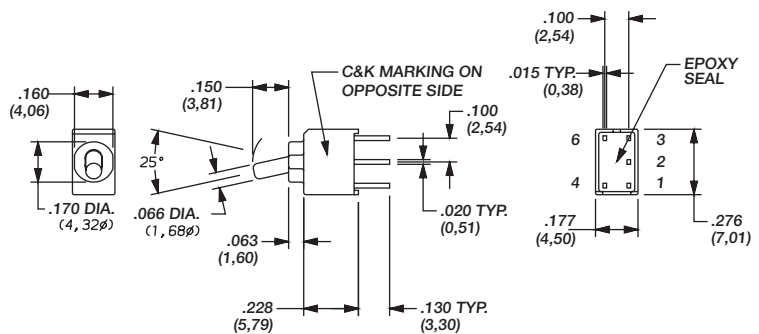 .160
(4,06)
.170 DIA.
(4,32ø)
25°
.066 DIA.
(1,68ø)
.150
(3,81)
C&K MARKING ON
OPPOSITE SIDE
.100
(2,54)
.020 TYP.
(0,51)
.063
(1,60)
.228
(5,79)
.130 TYP.
(3,30)
.100
(2,54)
.015 TYP.
(0,38)
EPOXY
SEAL
6 3
2
4 1
.177
(4,50)
.276
(7,01)